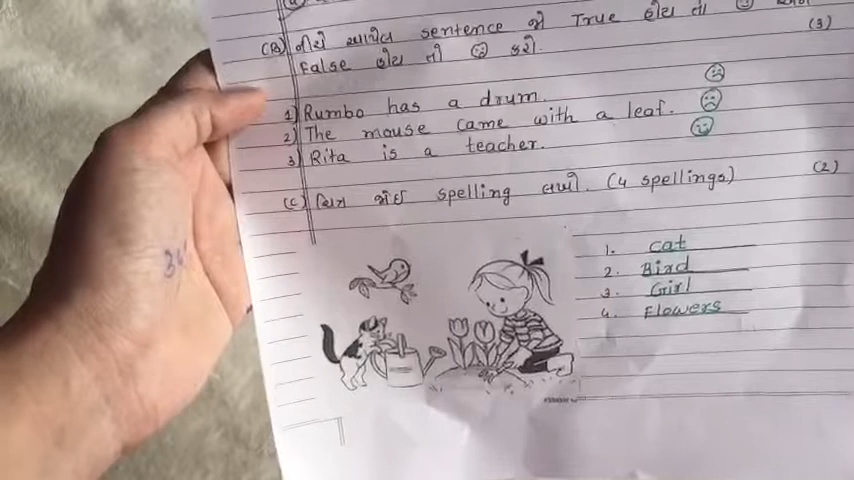 (B) નીચે આપેલ sentence જો True હોય તો ☺
False હોય તો ☹ કરો. (3)
1) Rumbo has a drum. ☹
2) The mouse came with a leaf. ☹
3) Rita is a teacher. ☺
(C) ચિત્ર જોઈ spelling લખો. (4 spellings) (2)
1. cat
2. Bird
3. Girl
4. Flowers
34